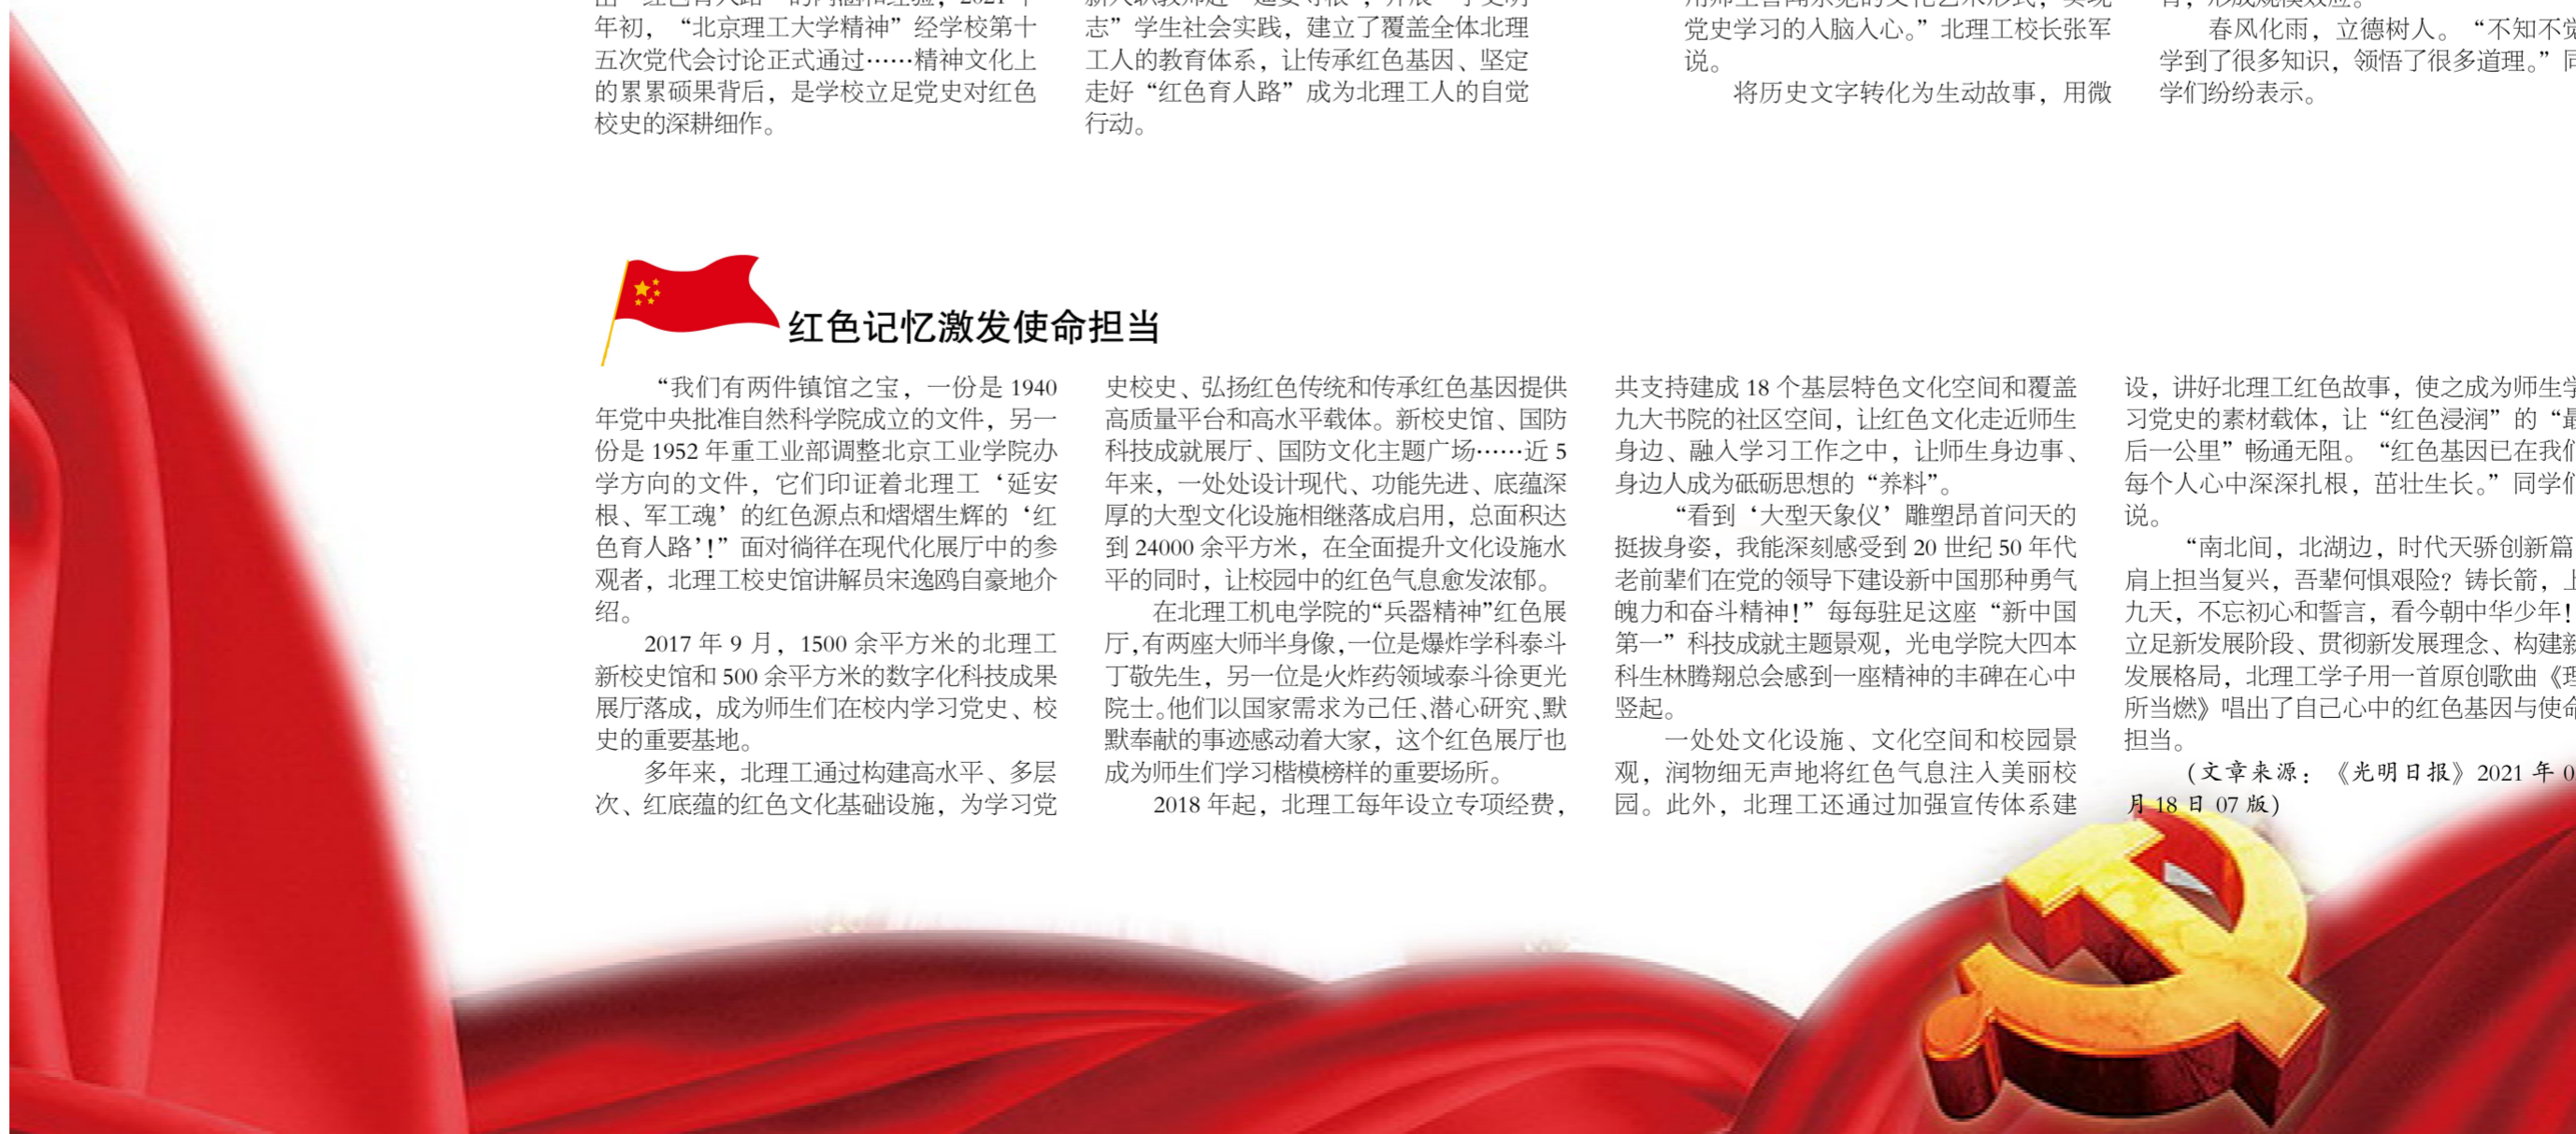 年初，“北京理工大学精神”经学校第十
五次党代会讨论正式通过……精神文化上
的累累硕果背后，是学校立足党史对红色
校史的深耕细作。
志”学生社会实践，建立了覆盖全体北理
工人的教育体系，让传承红色基因、坚定
走好“红色育人路”成为北理工人的自觉
行动。
党史学习的入脑入心。”北理工校长张军
说。
将历史文字转化为生动故事，用微
春风化雨，立德树人。“不知不觉
学到了很多知识，领悟了很多道理。”同
学们纷纷表示。
红色记忆激发使命担当
“我们有两件镇馆之宝，一份是 1940
年党中央批准自然科学院成立的文件，另一
份是 1952 年重工业部调整北京工业学院办
学方向的文件，它们印证着北理工‘延安
根、军工魂’的红色源点和熠熠生辉的‘红
色育人路’！”面对徜徉在现代化展厅中的参
观者，北理工校史馆讲解员宋逸鸥自豪地介
绍。
2017 年 9 月，1500 余平方米的北理工
新校史馆和 500 余平方米的数字化科技成果
展厅落成，成为师生们在校内学习党史、校
史的重要基地。
多年来，北理工通过构建高水平、多层
次、红底蕴的红色文化基础设施，为学习党
史校史、弘扬红色传统和传承红色基因提供
高质量平台和高水平载体。新校史馆、国防
科技成就展厅、国防文化主题广场……近 5
年来，一处处设计现代、功能先进、底蕴深
厚的大型文化设施相继落成启用，总面积达
到 24000 余平方米，在全面提升文化设施水
平的同时，让校园中的红色气息愈发浓郁。
在北理工机电学院的“兵器精神”红色展
厅，有两座大师半身像，一位是爆炸学科泰斗
丁敬先生，另一位是火炸药领域泰斗徐更光
院士。他们以国家需求为己任、潜心研究、默
默奉献的事迹感动着大家，这个红色展厅也
成为师生们学习楷模榜样的重要场所。
2018 年起，北理工每年设立专项经费，
共支持建成 18 个基层特色文化空间和覆盖
九大书院的社区空间，让红色文化走近师生
身边、融入学习工作之中，让师生身边事、
身边人成为砥砺思想的“养料”。
“看到‘大型天象仪’雕塑昂首问天的
挺拔身姿，我能深刻感受到 20 世纪 50 年代
老前辈们在党的领导下建设新中国那种勇气
魄力和奋斗精神！”每每驻足这座“新中国
第一”科技成就主题景观，光电学院大四本
科生林腾翔总会感到一座精神的丰碑在心中
竖起。
一处处文化设施、文化空间和校园景
观，润物细无声地将红色气息注入美丽校
园。此外，北理工还通过加强宣传体系建
设，讲好北理工红色故事，使之成为师生学
习党史的素材载体，让“红色浸润”的“最
后一公里”畅通无阻。“红色基因已在我们
每个人心中深深扎根，茁壮生长。”同学们
说。
“南北间，北湖边，时代天骄创新篇
肩上担当复兴，吾辈何惧艰险？铸长箭，上
九天，不忘初心和誓言，看今朝中华少年！
立足新发展阶段、贯彻新发展理念、构建新
发展格局，北理工学子用一首原创歌曲《理
所当燃》唱出了自己心中的红色基因与使命
担当。
（文章来源：《光明日报》2021 年 0
月 18 日 07 版）